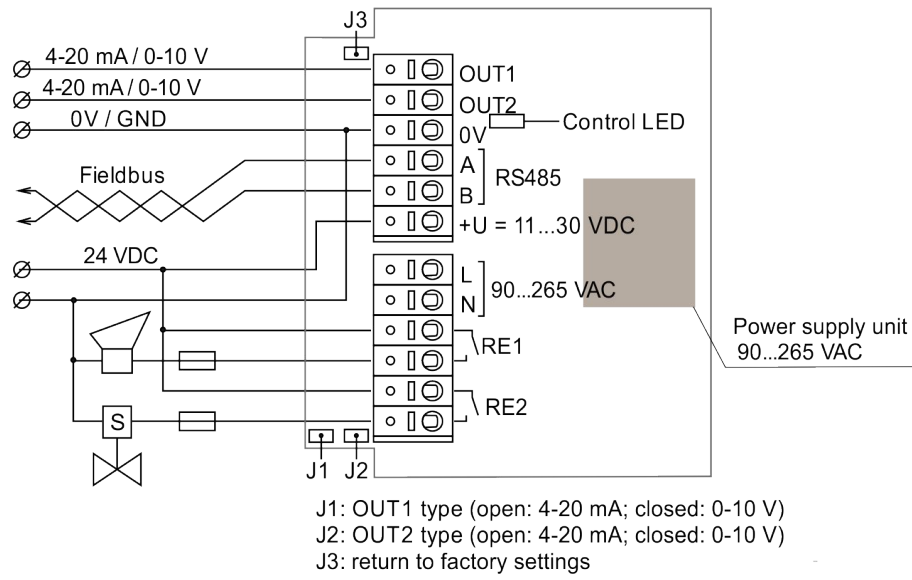 J3
4-20 mA / 0-10 V
OUT1
4-20 mA / 0-10 V
OUT2
0V / GND
0V
Control LED
Fieldbus
A
B
RS485
+U = 11...30 VDC
24 VDC
L
N
90...265 VAC
RE1
Power supply unit
90...265 VAC
RE2
S
J1
J2
J1: OUT1 type (open: 4-20 mA; closed: 0-10 V)
J2: OUT2 type (open: 4-20 mA; closed: 0-10 V)
J3: return to factory settings